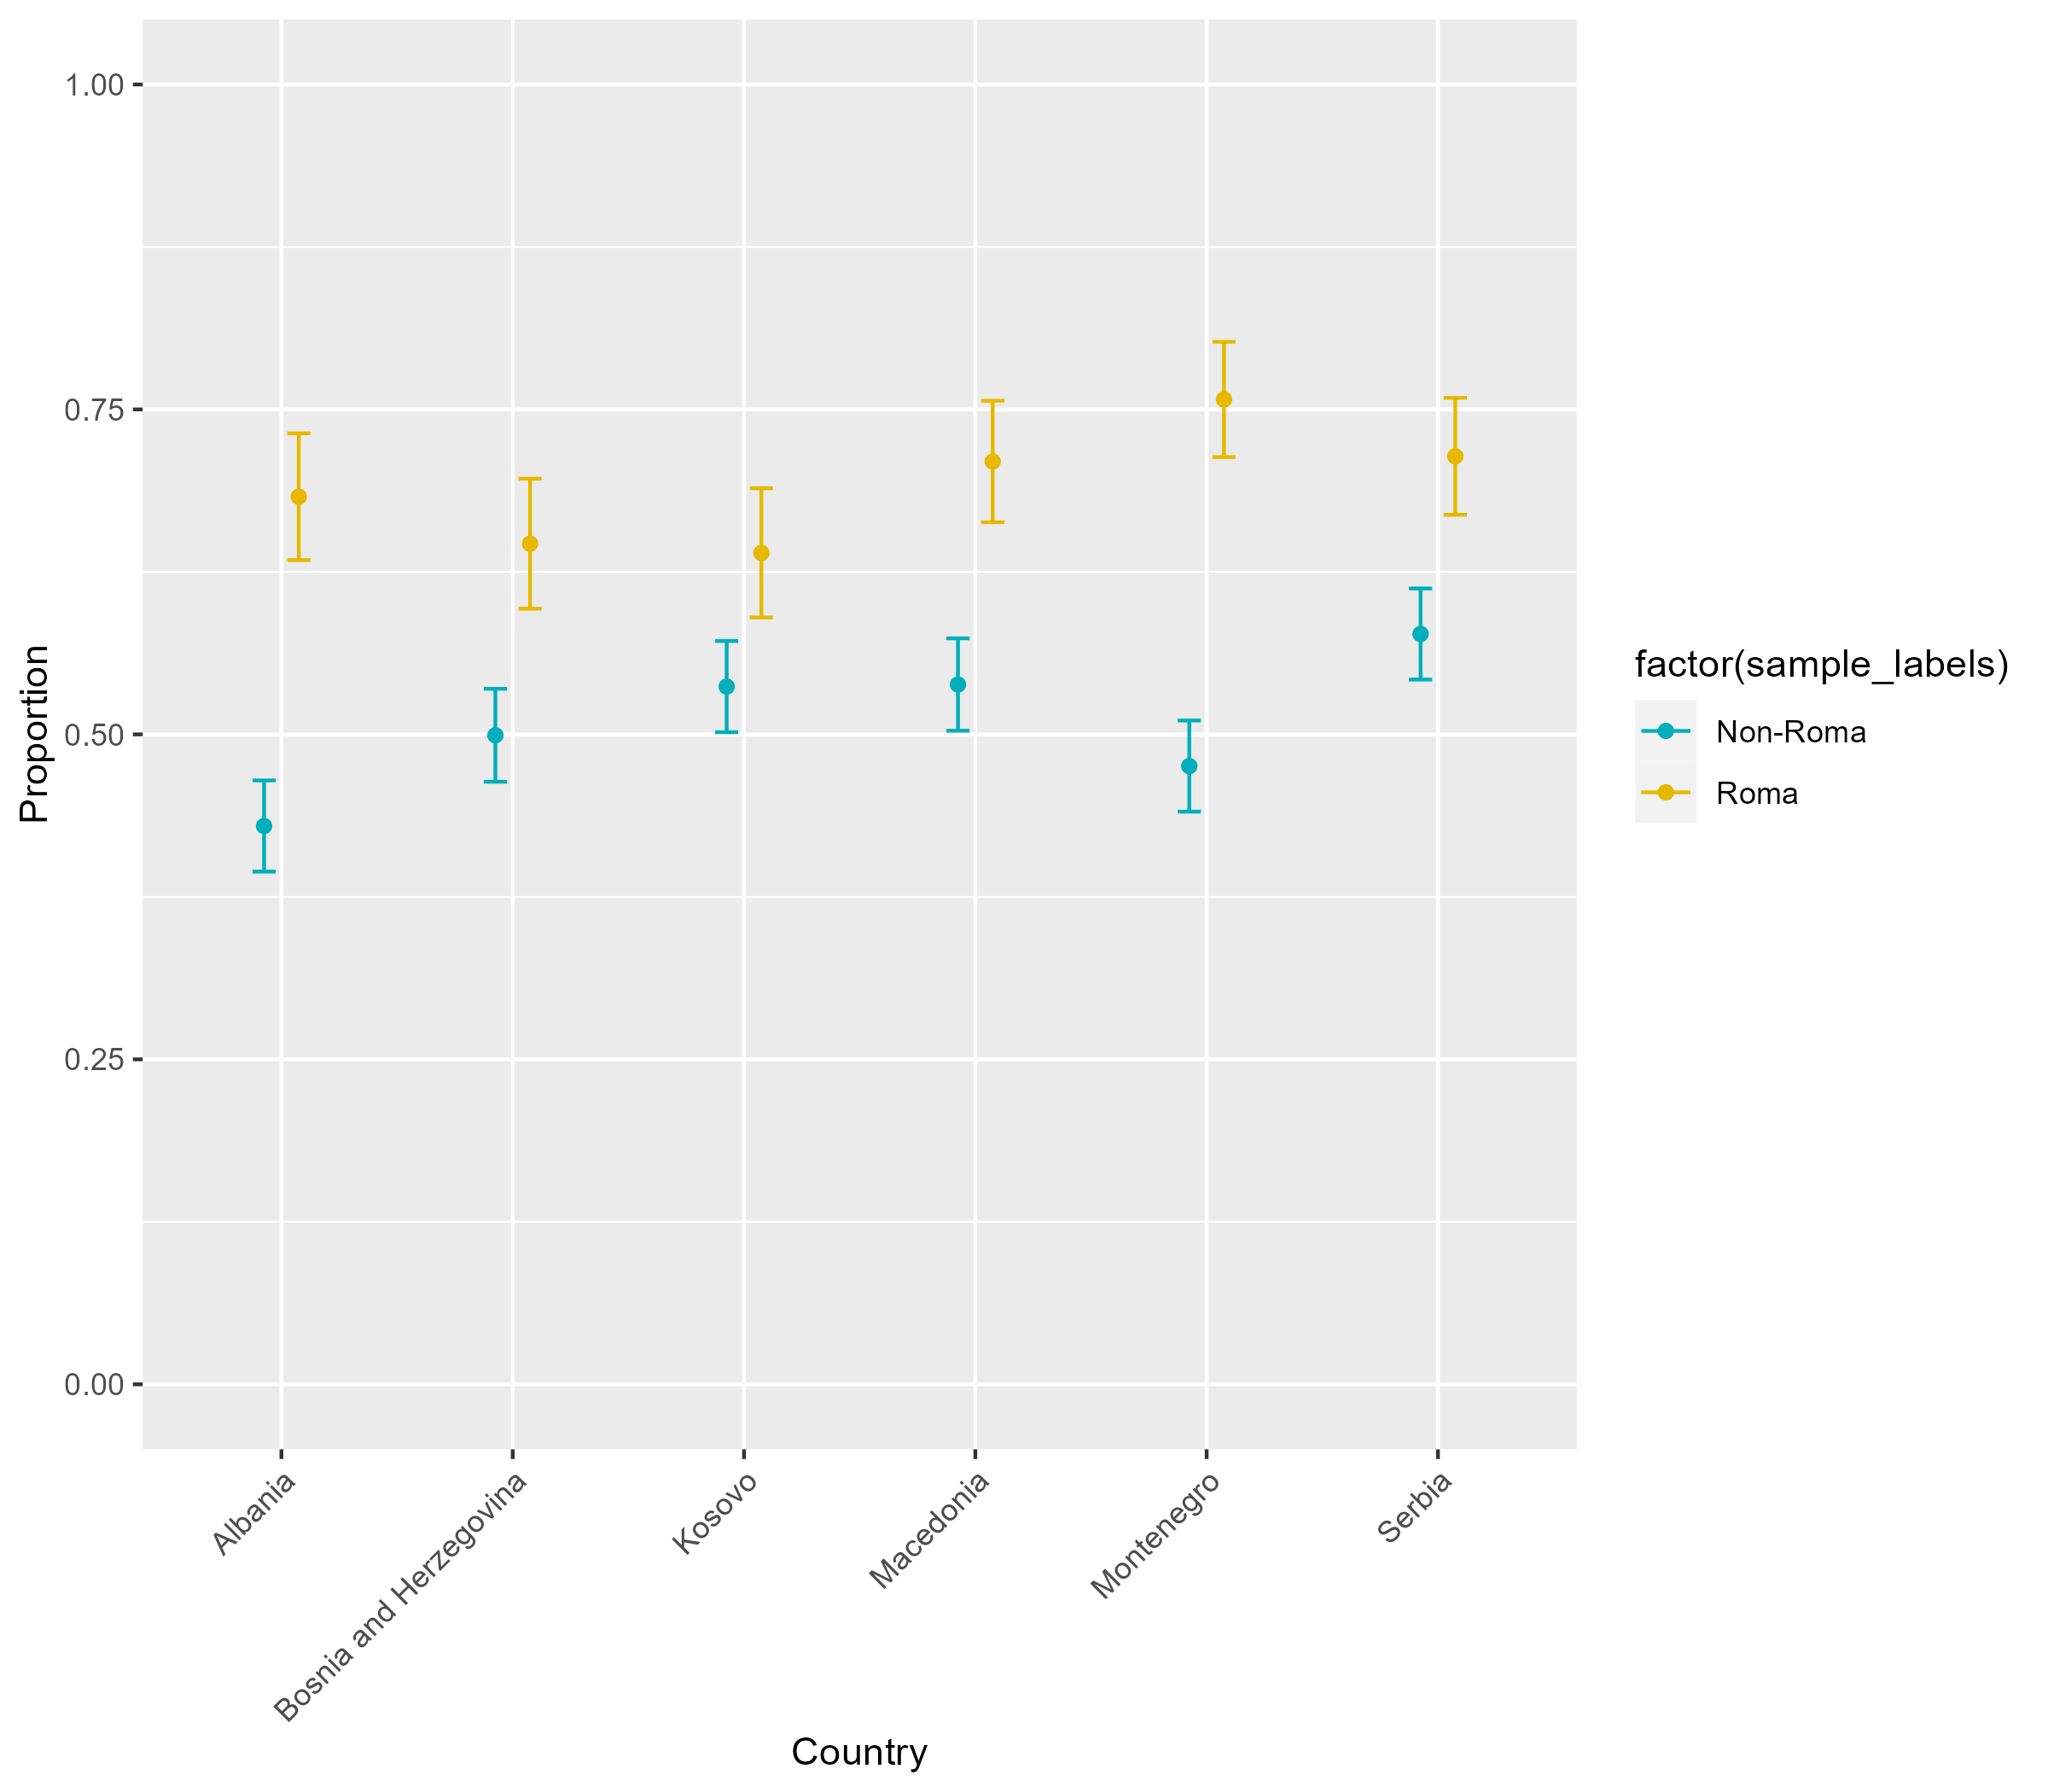 1.00
0.75
0.50
0.25
0.00
Proportion
Albania
Bosnia and Herzegovina
Kosovo
Macedonia
Montenegro
Serbia
Country
factor(sample_labels)
Non-Roma
Roma